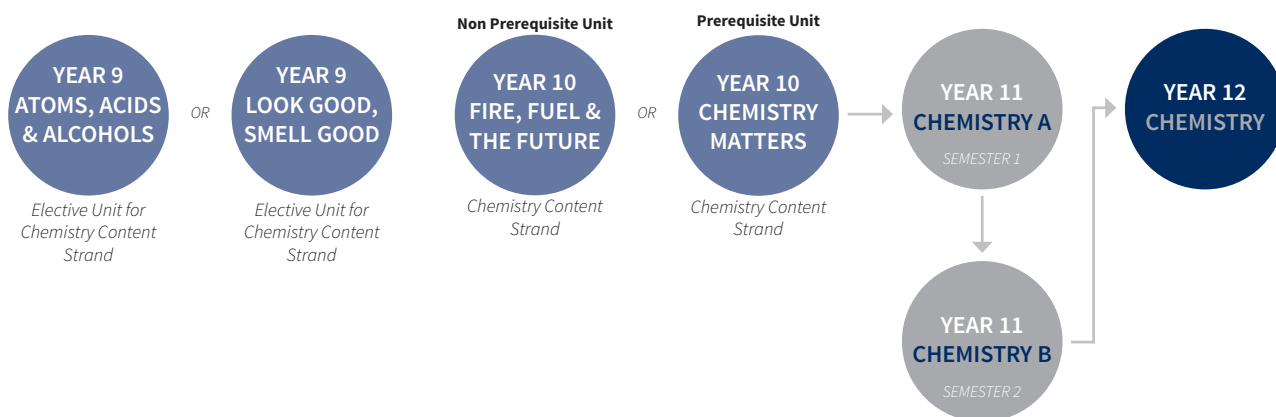 YEAR 9
ATOMS, ACIDS
& ALCOHOLS
Elective Unit for
Chemistry Content
Strand
OR
YEAR 9
LOOK GOOD,
SMELL GOOD
Elective Unit for
Chemistry Content
Strand
Non Prerequisite Unit
YEAR 10
FIRE, FUEL &
THE FUTURE
Chemistry Content
Strand
OR
Prerequisite Unit
YEAR 10
CHEMISTRY
MATTERS
Chemistry Content
Strand
YEAR 11
CHEMISTRY A
SEMESTER 1
YEAR 11
CHEMISTRY B
SEMESTER 2
YEAR 12
CHEMISTRY